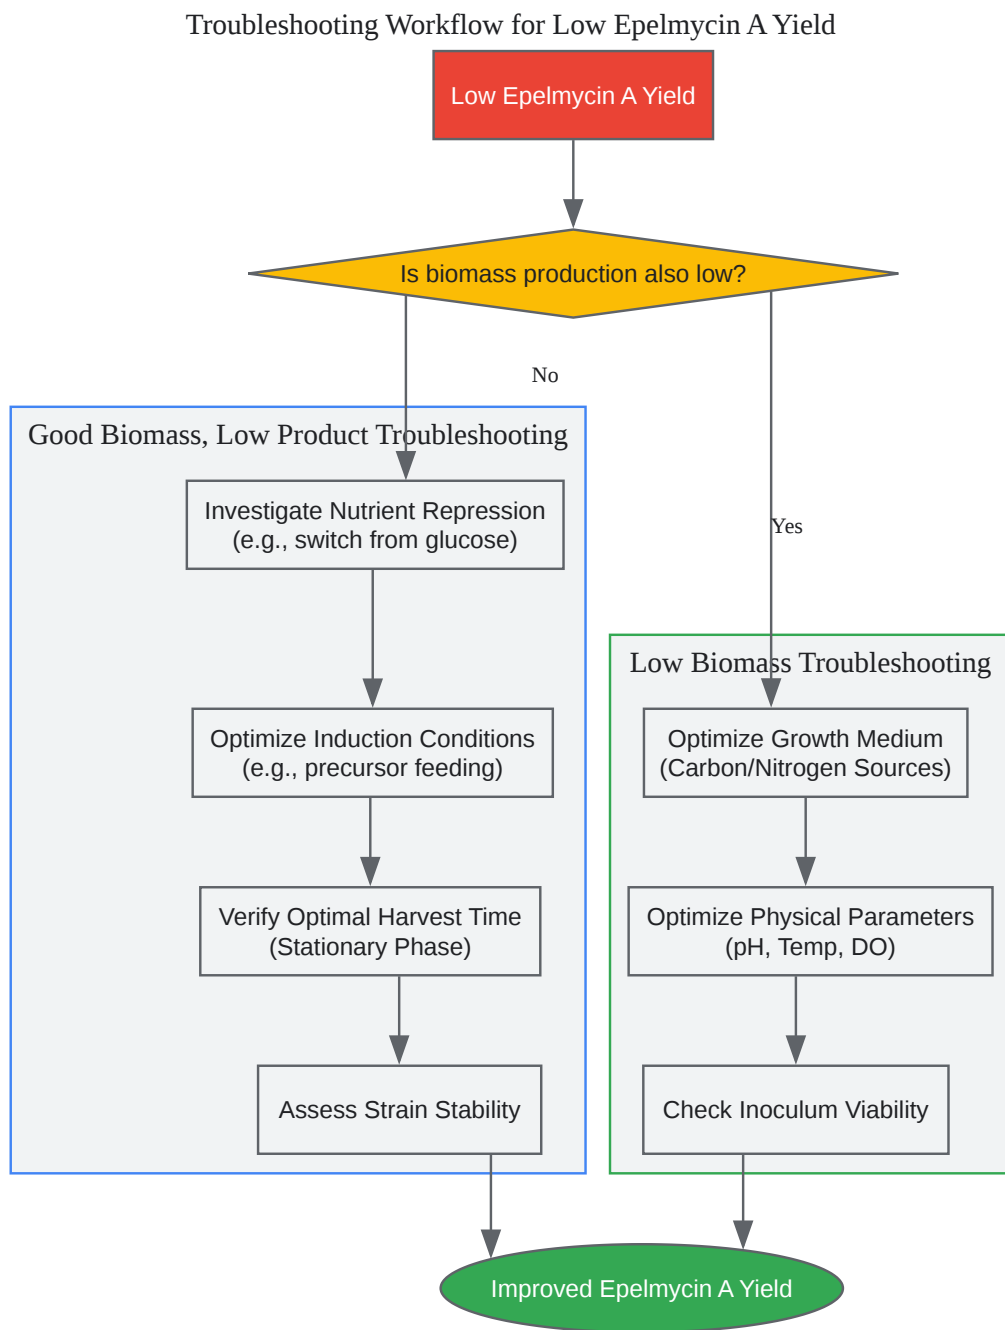 Troubleshooting Workflow for Low Epelmycin A Yield
Low Epelmycin A Yield
Is biomass production also low?
No
Good Biomass, Low Product Troubleshooting
Investigate Nutrient Repression
(e.g., switch from glucose)
Yes
Low Biomass Troubleshooting
Optimize Induction Conditions
(e.g., precursor feeding)
Optimize Growth Medium
(Carbon/Nitrogen Sources)
Verify Optimal Harvest Time
(Stationary Phase)
Optimize Physical Parameters
(pH, Temp, DO)
Assess Strain Stability
Check Inoculum Viability
Improved Epelmycin A Yield